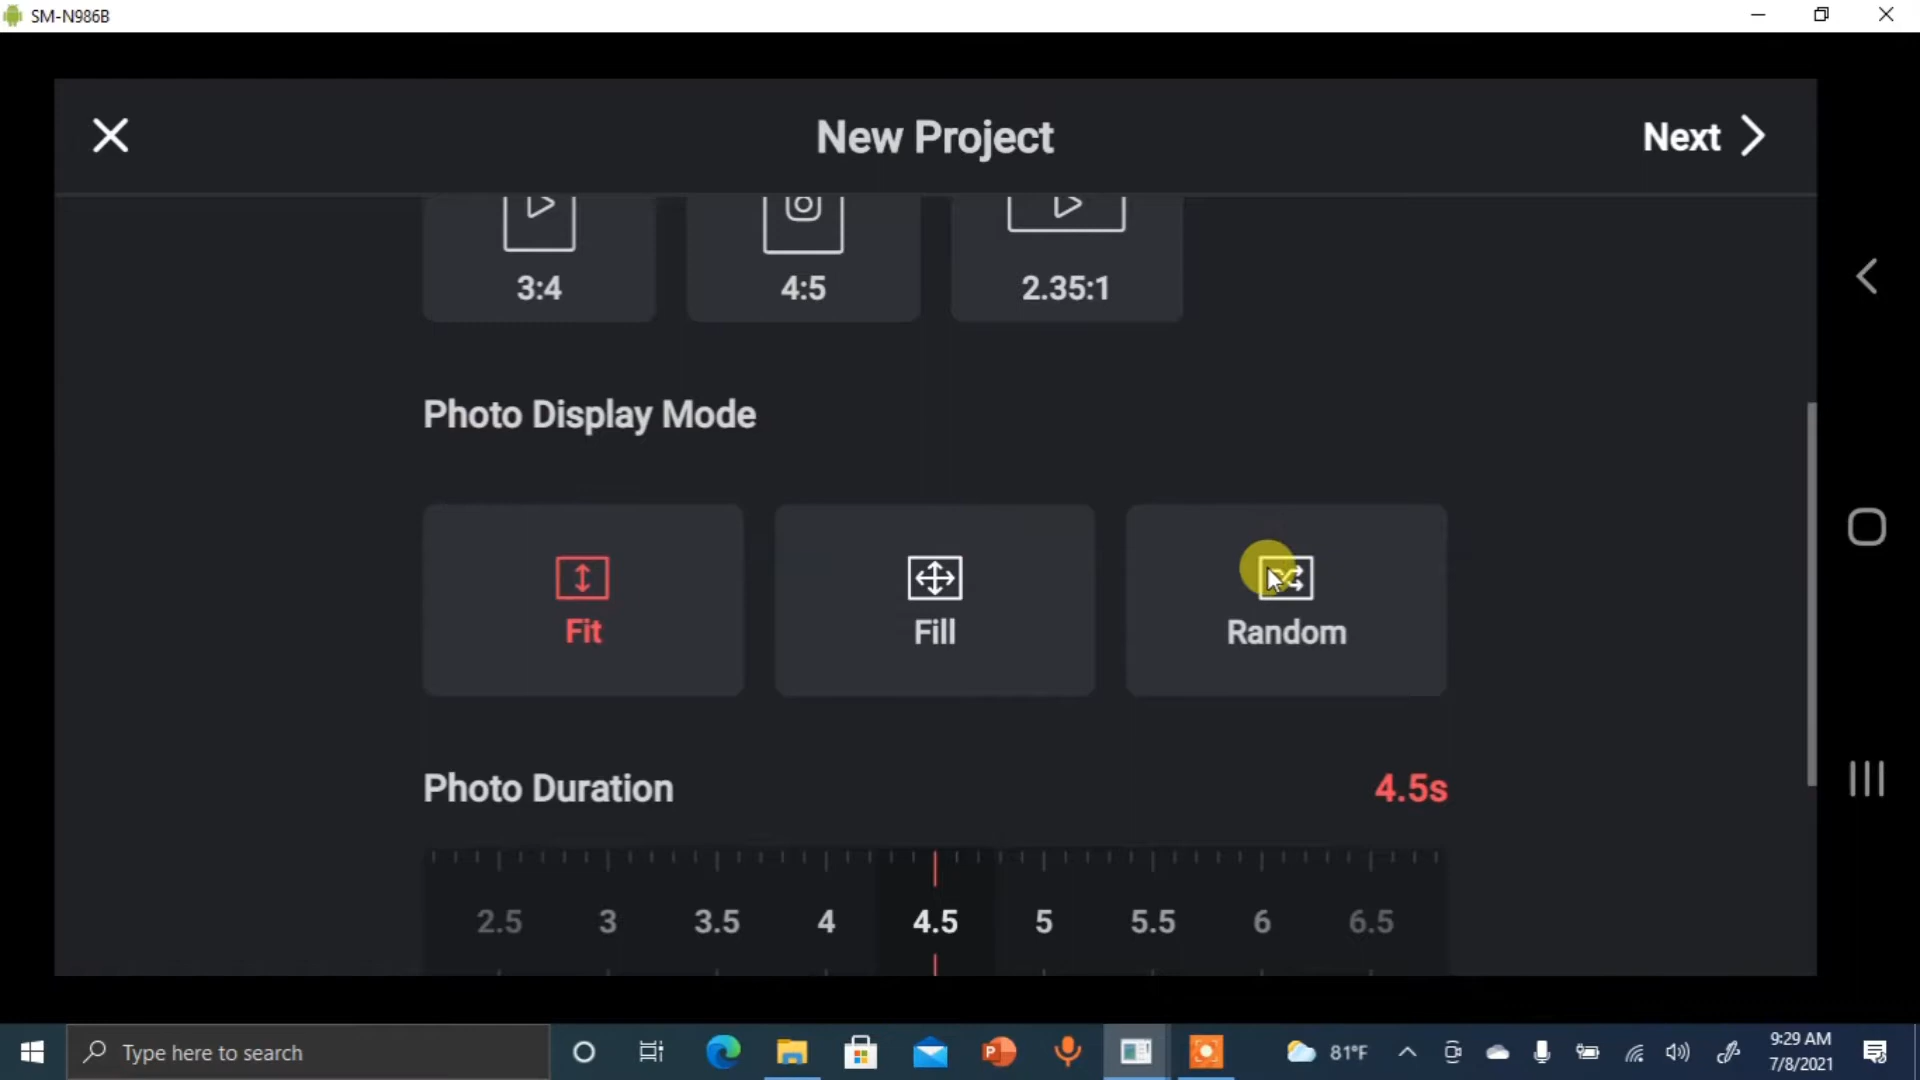 SM-N986B
New Project
Next
3:4
4:5
2.35:1
Photo Display Mode
Fit
Fill
Random
Photo Duration
4.5s
2.5 3 3.5 4 4.5 5 5.5 6 6.5
Type here to search
81°F
9:29 AM
7/8/2021